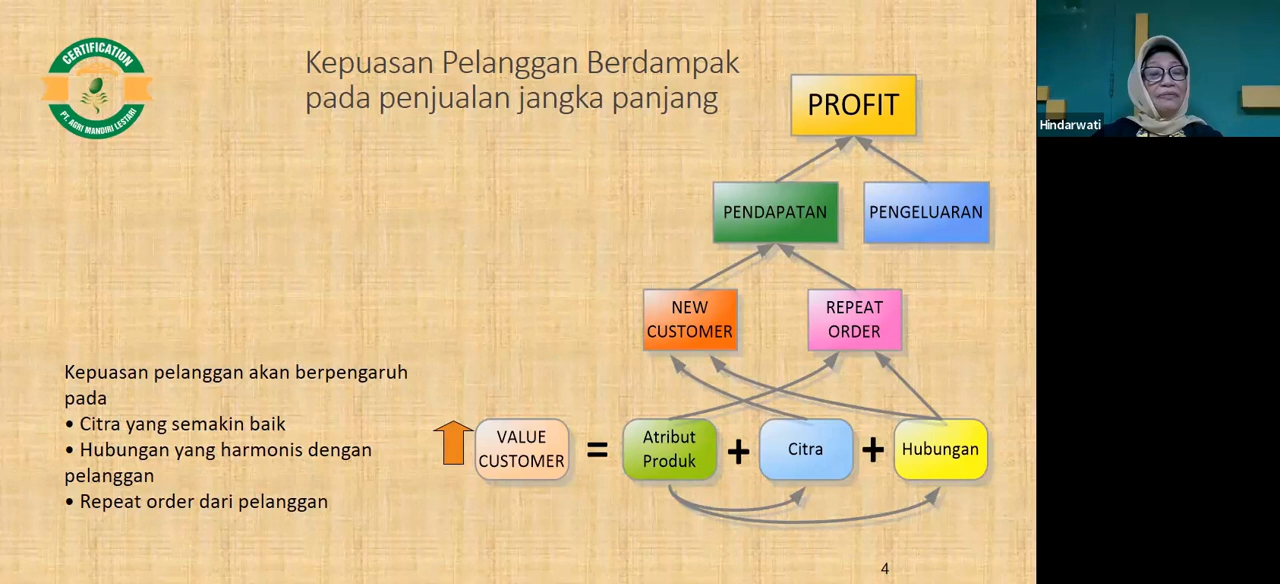 CERTIFICATION
PT. AGRI MANDIRI LESTARI
Kepuasan Pelanggan Berdampak
pada penjualan jangka panjang
PROFIT
Hindarwati
PENDAPATAN
PENGELUARAN
NEW
CUSTOMER
REPEAT
ORDER
Kepuasan pelanggan akan berpengaruh
pada
• Citra yang semakin baik
• Hubungan yang harmonis dengan
pelanggan
• Repeat order dari pelanggan
VALUE
CUSTOMER
=
Atribut
Produk
+
Citra
+
Hubungan
4